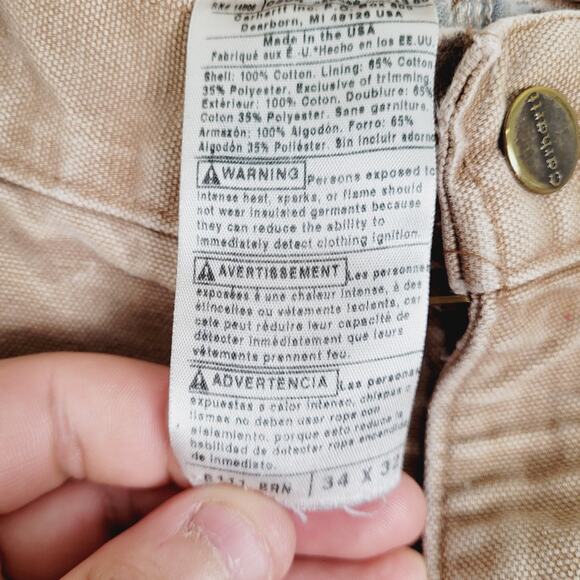 Dearborn, MI 48126 USA
Made in the USA
Fabriqué aux É.-U. *Hecho en los EE.UU.
Shell: 100% Cotton. Lining: 65% Cotton
35% Polyester, Exclusive of trimming
Extérieur: 100% Coton, Doublure: 65%
Coton 35% Polyester. Sans garniture.
Armazón: 100% Algodón. Forro: 65%
Algodón 35% Poliéster. Sin incluir adorno
WARNING Persons exposed to
intense heat, sparks, or flame should
not wear insulated garments because
they can reduce the ability to
immediately detect clothing ignition.
AVERTISSEMENT Les personnes
exposées à une chaleur intense, à des
étincelles ou vêtements isolants, car
cela peut réduire leur capacité de
détecter immédiatement que leurs
vêtements prennent feu.
ADVERTENCIA Las personas
expuestas a calor intenso, chispas o
llamas no deben usar ropa con
aislamiento, porque esto reduce la
habilidad de detectar ropa encendida
de inmediato.
B111 BRN 34 X
Carhartt